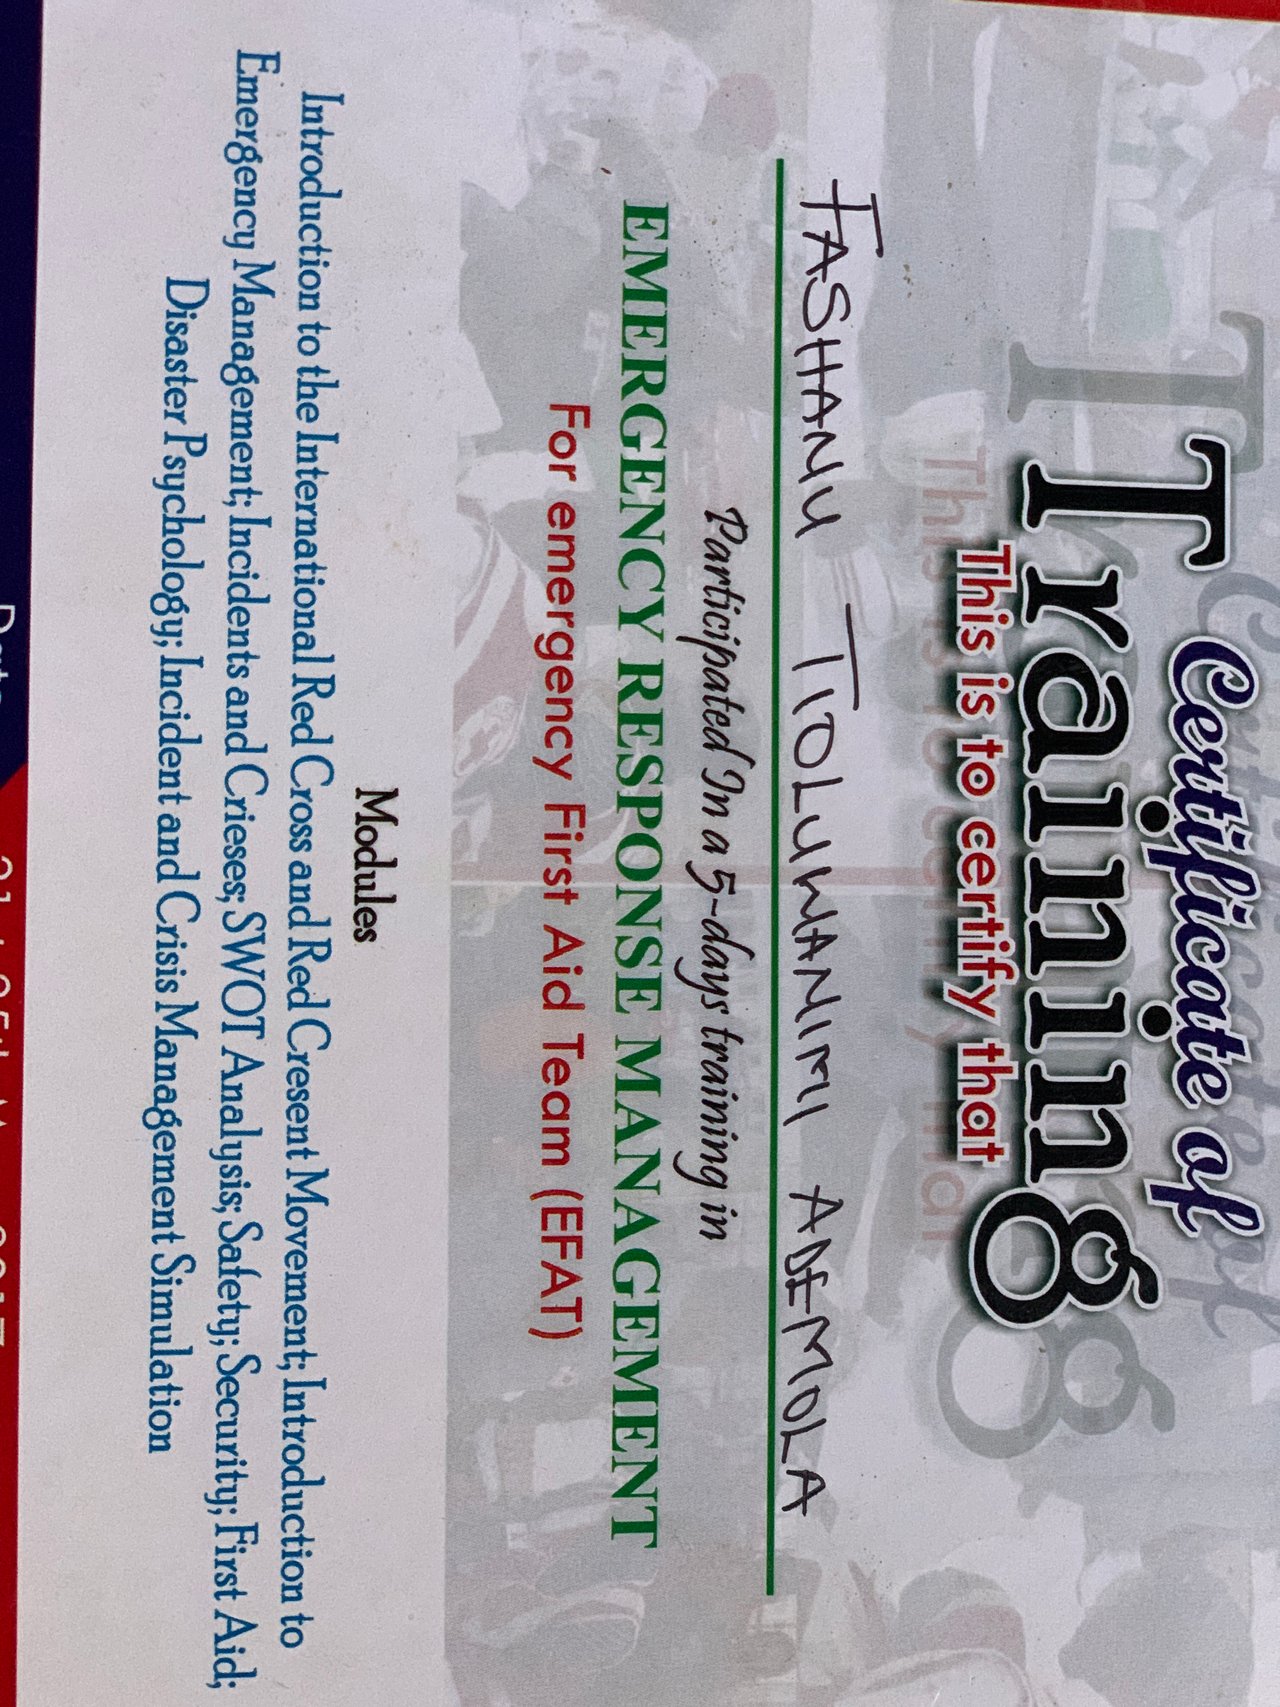 Certificate of
Training
This is to certify that
FASHANU TIOLUWANIMI ADEMOLA
Participated In a 5-days training in
EMERGENCY RESPONSE MANAGEMENT
For emergency First Aid Team (EFAT)
Modules
Introduction to the International Red Cross and Red Cresent Movement; Introduction to
Emergency Management; Incidents and Crieses; SWOT Analysis; Safety; Security; First Aid;
Disaster Psychology; Incident and Crisis Management Simulation